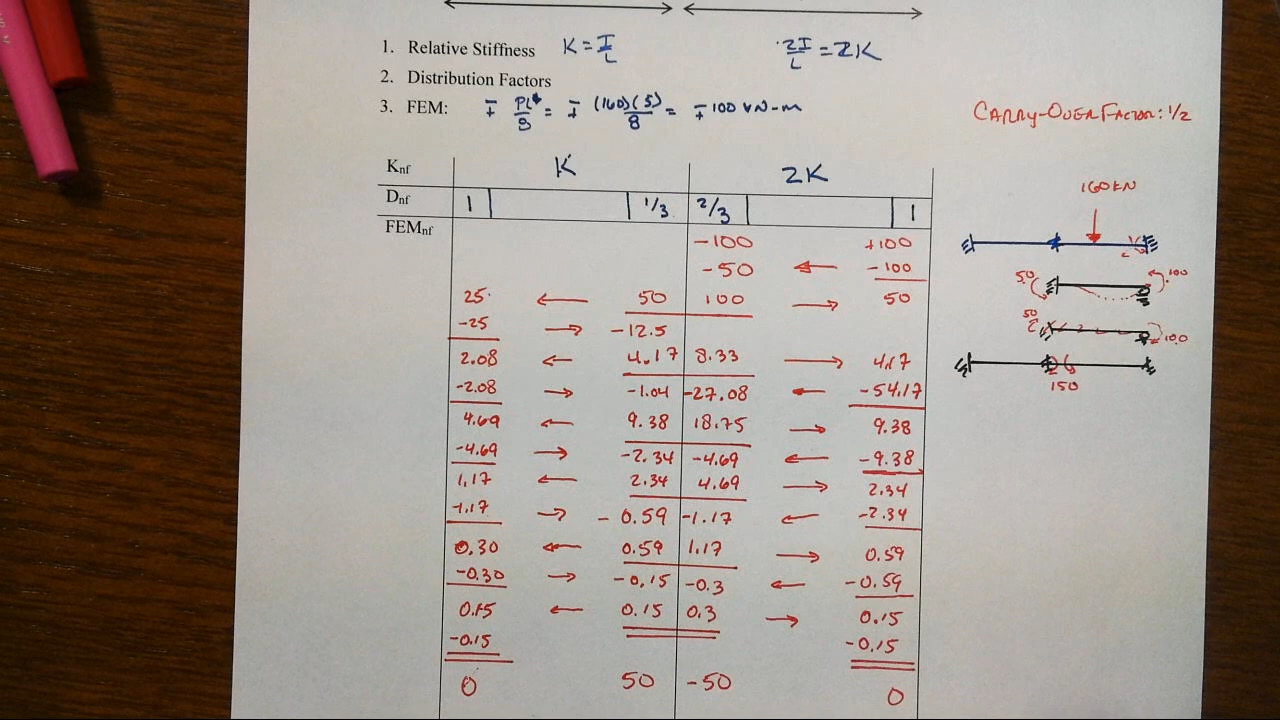 1. Relative Stiffness K = I/L 2I/L = 2K
2. Distribution Factors
3. FEM: ∓ PL/8 = ∓ (160)(5)/8 = ∓100 kN-m
CARRY-OVER FACTOR: 1/2
Knf K 2K
Dnf 1 1/3 2/3 1
FEMnf
-100 +100
-50 ← -100
25 ← 50 100 → 50
-25 → -12.5
2.08 ← 4.17 8.33 → 4.17
-2.08 → -1.04 -27.08 ← -54.17
4.69 ← 9.38 18.75 → 9.38
-4.69 → -2.34 -4.69 ← -9.38
1.17 ← 2.34 4.69 → 2.34
-1.17 → -0.59 -1.17 ← -2.34
0.30 ← 0.59 1.17 → 0.59
-0.30 → -0.15 -0.3 ← -0.59
0.15 ← 0.15 0.3 → 0.15
-0.15 -0.15
0 50 -50 0
160kN
50 100
50 100
150